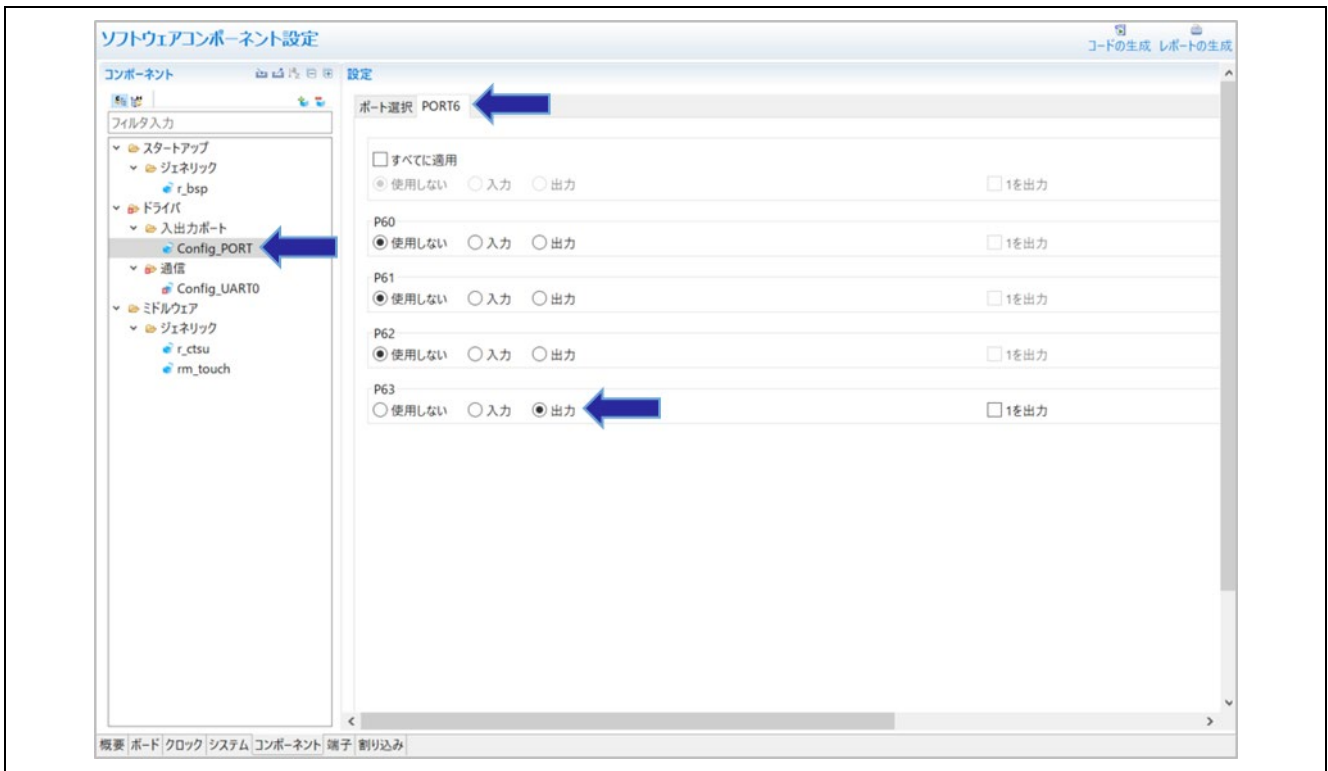 ソフトウェアコンポーネント設定
コードの生成 レポートの生成
コンポーネント
設定
フィルタ入力
スタートアップ
ジェネリック
r_bsp
ドライバ
入出力ポート
Config_PORT
通信
Config_UART0
ミドルウェア
ジェネリック
r_ctsu
rm_touch
ポート選択 PORT6
すべてに適用
使用しない 入力 出力 1を出力
P60
使用しない 入力 出力 1を出力
P61
使用しない 入力 出力 1を出力
P62
使用しない 入力 出力 1を出力
P63
使用しない 入力 出力 1を出力
概要 ボード クロック システム コンポーネント 端子 割り込み